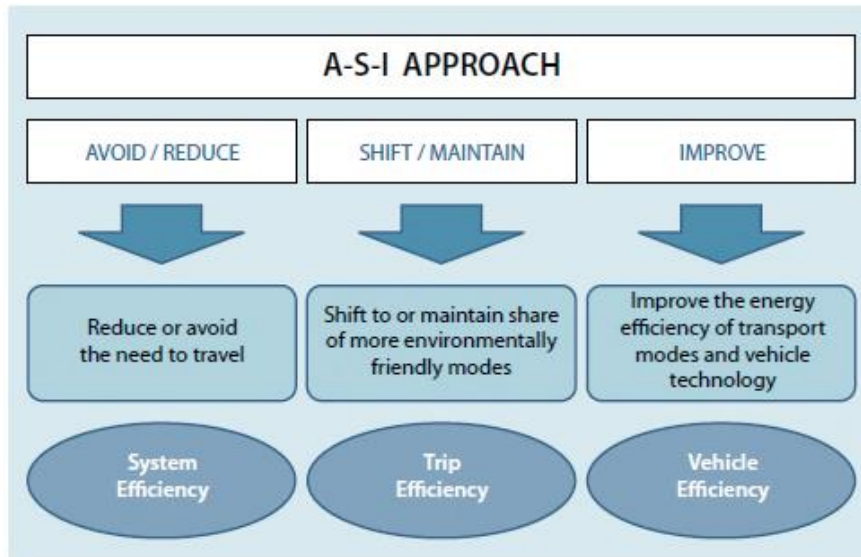 A-S-I APPROACH
AVOID / REDUCE
SHIFT / MAINTAIN
IMPROVE
Reduce or avoid
the need to travel
Shift to or maintain share
of more environmentally
friendly modes
Improve the energy
efficiency of transport
modes and vehicle
technology
System
Efficiency
Trip
Efficiency
Vehicle
Efficiency